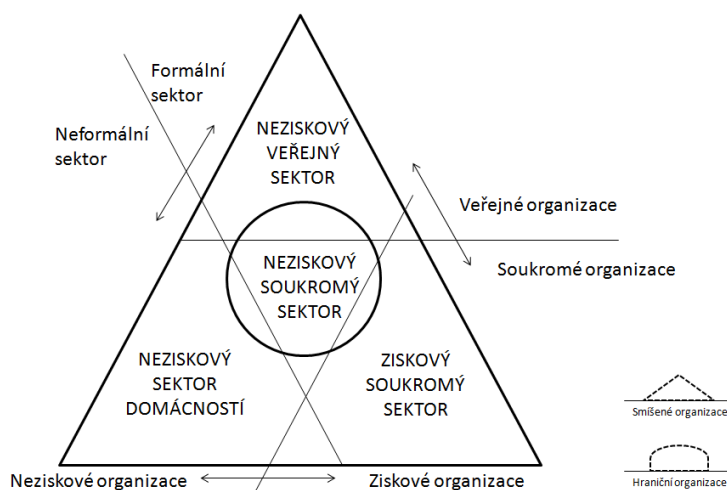 Formální
sektor
Neformální
sektor
NEZISKOVÝ
VEŘEJNÝ
SEKTOR
Veřejné organizace
Soukromé organizace
NEZISKOVÝ
SOUKROMÝ
SEKTOR
NEZISKOVÝ
SEKTOR
DOMÁCNOSTÍ
ZISKOVÝ
SOUKROMÝ
SEKTOR
Smíšené organizace
Neziskové organizace
Ziskové organizace
Hraniční organizace